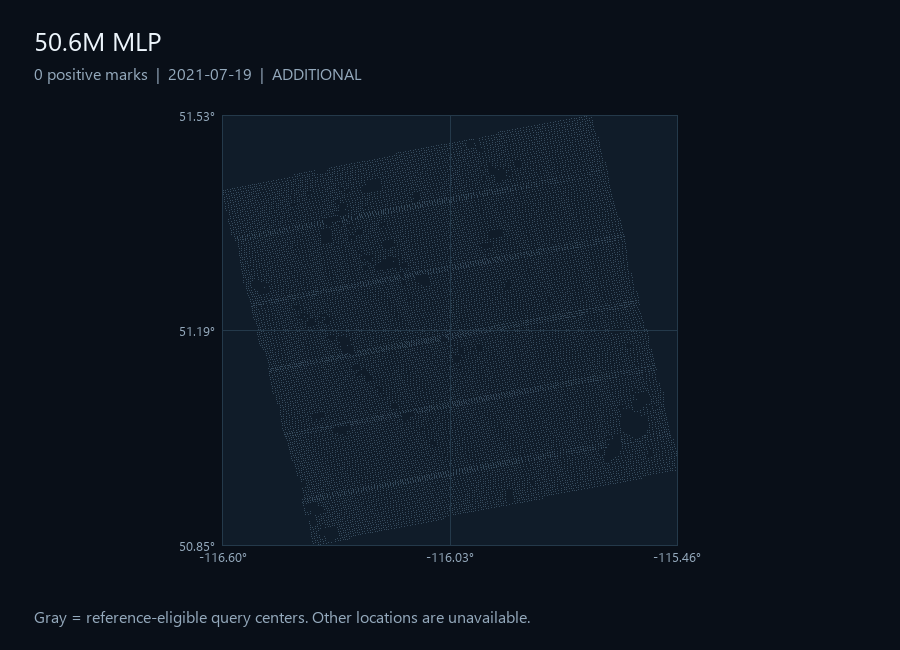 50.6M MLP
0 positive marks | 2021-07-19 | ADDITIONAL
51.53°
51.19°
50.85°
-116.60°
-116.03°
-115.46°
Gray = reference-eligible query centers. Other locations are unavailable.